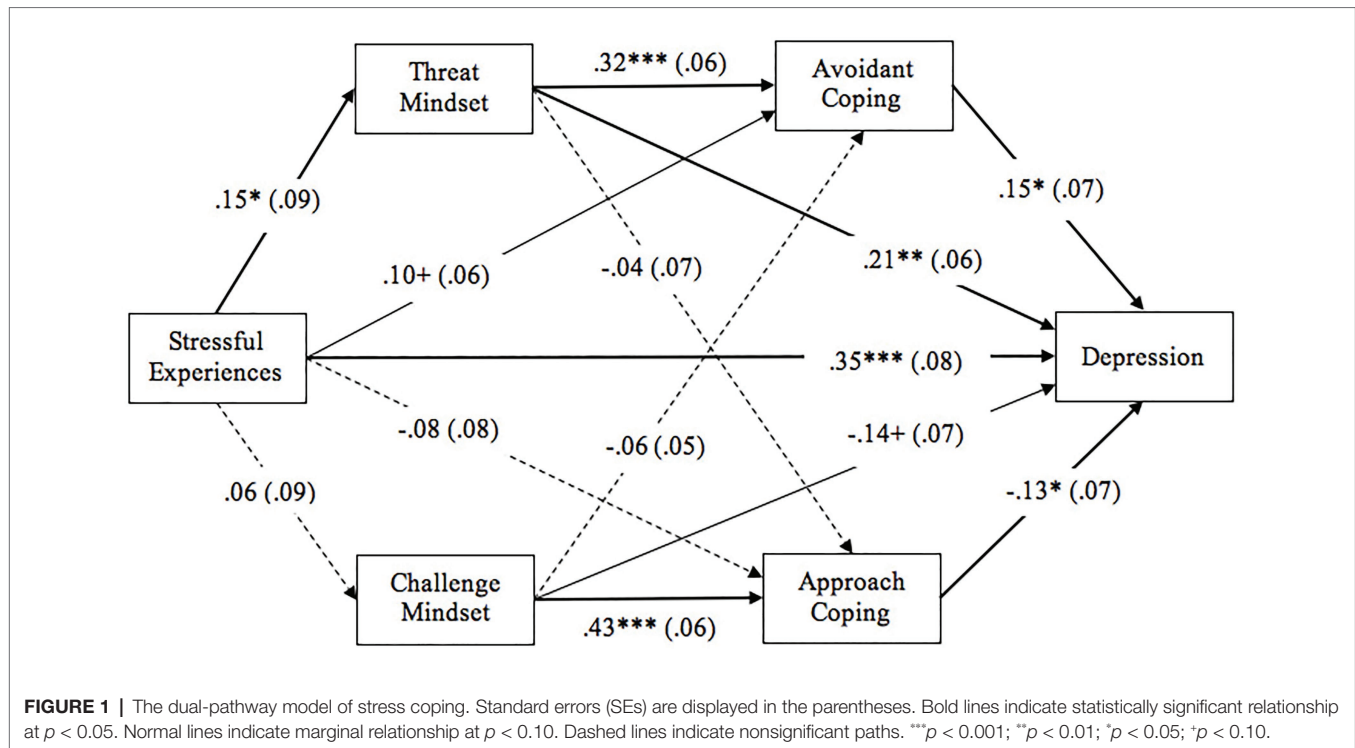 .32*** (.06)
Threat
Mindset
Avoidant
Coping
.15* (.09)
.15* (.07)
.21** (.06)
.10+ (.06)
-.04 (.07)
Stressful
Experiences
.35*** (.08)
Depression
-.08 (.08)
-.06 (.05)
-.14+ (.07)
.06 (.09)
-.13* (.07)
Challenge
Mindset
Approach
Coping
.43*** (.06)
FIGURE 1 | The dual-pathway model of stress coping. Standard errors (SEs) are displayed in the parentheses. Bold lines indicate statistically significant relationship
at p < 0.05. Normal lines indicate marginal relationship at p < 0.10. Dashed lines indicate nonsignificant paths. ***p < 0.001; **p < 0.01; *p < 0.05; +p < 0.10.